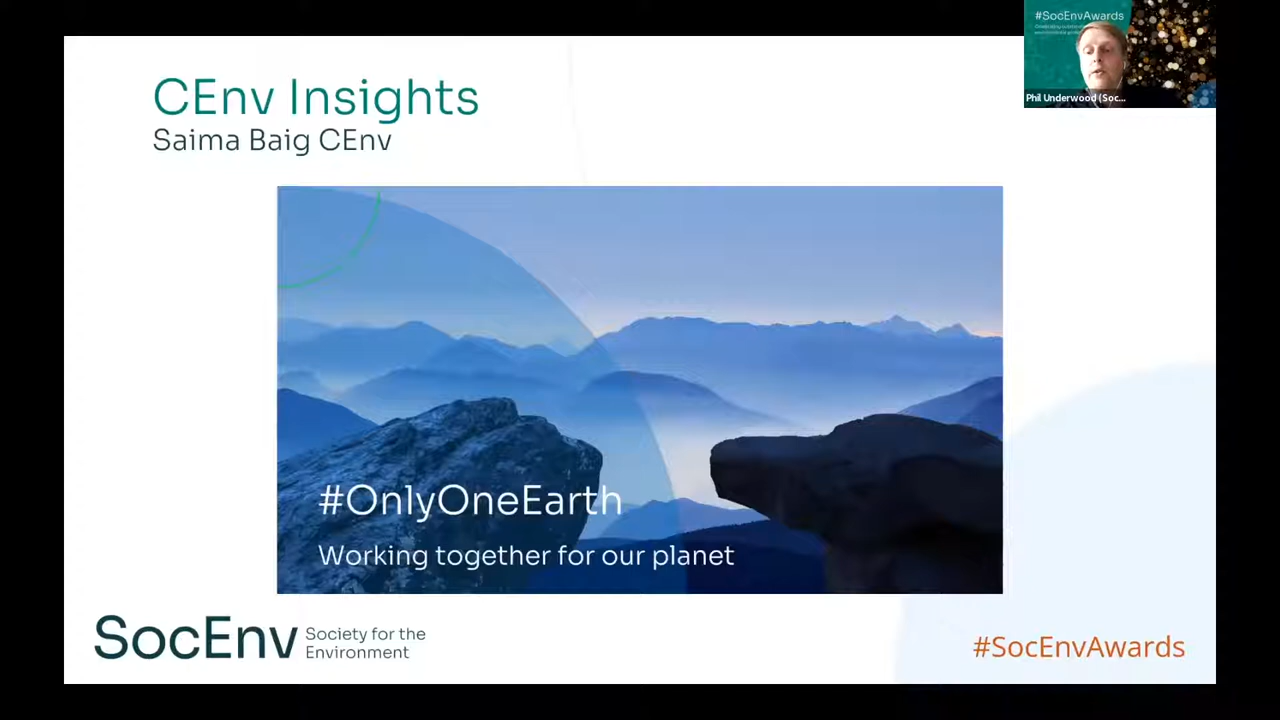 CEnv Insights
Saima Baig CEnv
#SocEnvAwards
Phil Underwood (Soc...
#OnlyOneEarth
Working together for our planet
SocEnv
Society for the
Environment
#SocEnvAwards